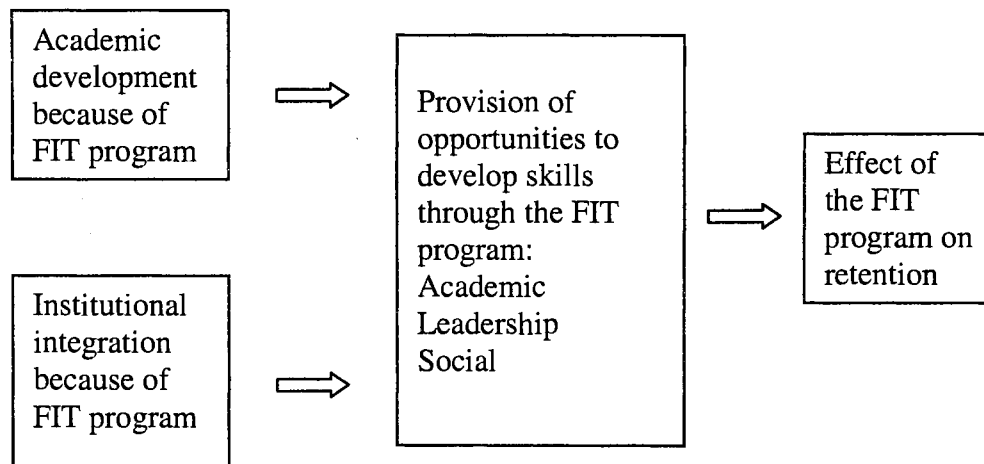 Academic
development
because of
FIT program
Institutional
integration
because of
FIT program
Provision of
opportunities to
develop skills
through the FIT
program:
Academic
Leadership
Social
Effect of
the FIT
program on
retention